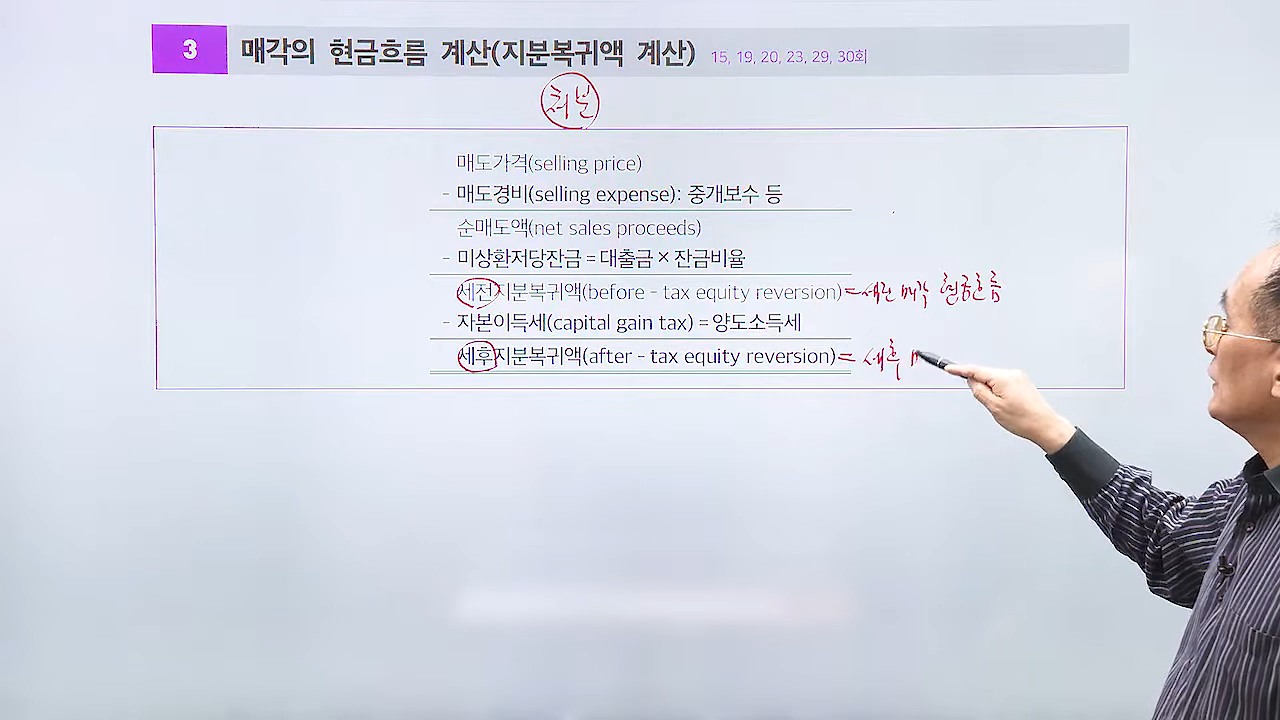 3 매각의 현금흐름 계산(지분복귀액 계산) 15, 19, 20, 23, 29, 30회
처분
매도가격(selling price)
- 매도경비(selling expense): 중개보수 등
순매도액(net sales proceeds)
- 미상환저당잔금 = 대출금 × 잔금비율
세전지분복귀액(before - tax equity reversion) = 세전 매각 현금흐름
- 자본이득세(capital gain tax) = 양도소득세
세후지분복귀액(after - tax equity reversion) = 세후